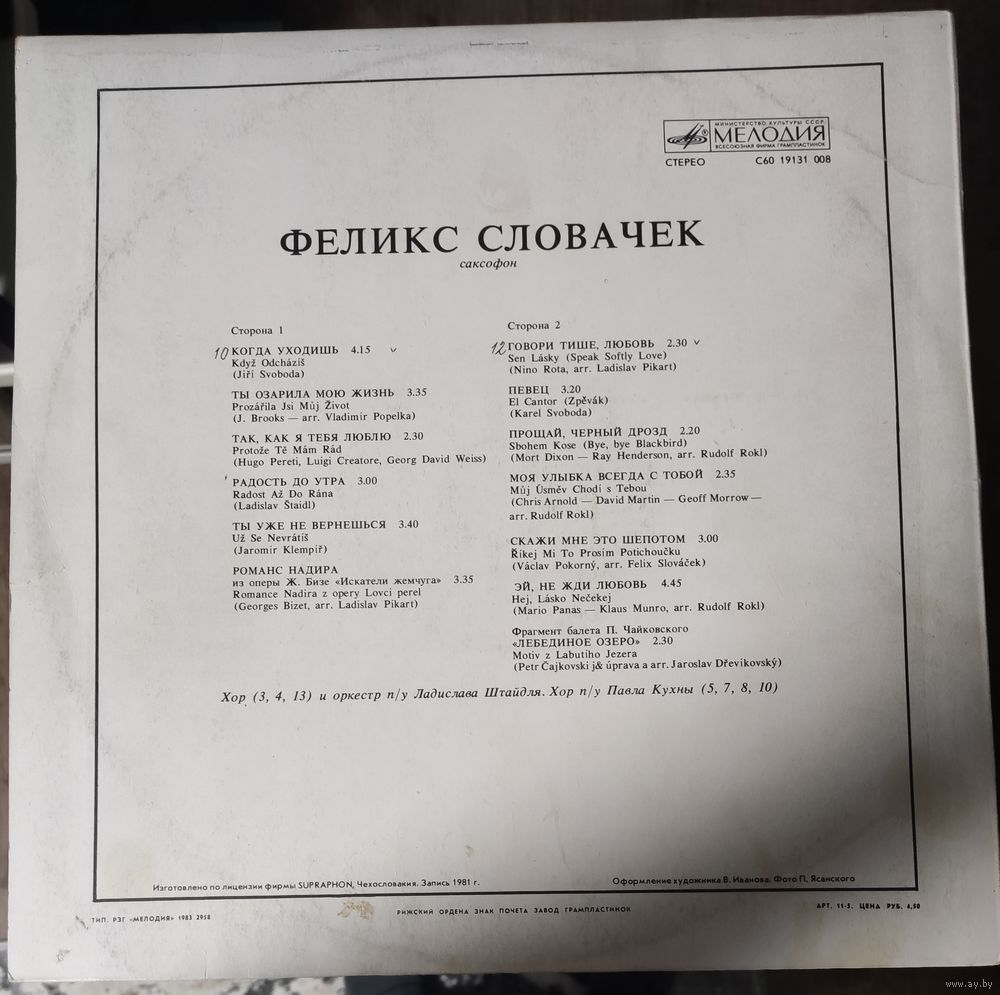 МИНИСТЕРСТВО КУЛЬТУРЫ СССР
МЕЛОДИЯ
ВСЕСОЮЗНАЯ ФИРМА ГРАМПЛАСТИНОК
СТЕРЕО С60 19131 008
ФЕЛИКС СЛОВАЧЕК
саксофон
Сторона 1
10 КОГДА УХОДИШЬ 4.15 ✓
Když Odcházíš
(Jiří Svoboda)
ТЫ ОЗАРИЛА МОЮ ЖИЗНЬ 3.35
Prozářila Jsi Můj Život
(J. Brooks — arr. Vladimír Popelka)
ТАК, КАК Я ТЕБЯ ЛЮБЛЮ 2.30
Protože Tě Mám Rád
(Hugo Pereti, Luigi Creatore, Georg David Weiss)
РАДОСТЬ ДО УТРА 3.00
Radost Až Do Rána
(Ladislav Štaidl)
ТЫ УЖЕ НЕ ВЕРНЕШЬСЯ 3.40
Už Se Nevrátíš
(Jaromír Klempíř)
РОМАНС НАДИРА
из оперы Ж. Бизе «Искатели жемчуга» 3.35
Romance Nadira z opery Lovci perel
(Georges Bizet, arr. Ladislav Pikart)
Сторона 2
12 ГОВОРИ ТИШЕ, ЛЮБОВЬ 2.30 ✓
Sen Lásky (Speak Softly Love)
(Nino Rota, arr. Ladislav Pikart)
ПЕВЕЦ 3.20
El Cantor (Zpěvák)
(Karel Svoboda)
ПРОЩАЙ, ЧЕРНЫЙ ДРОЗД 2.20
Sbohem Kose (Bye, bye Blackbird)
(Mort Dixon — Ray Henderson, arr. Rudolf Rokl)
МОЯ УЛЫБКА ВСЕГДА С ТОБОЙ 2.35
Můj Úsměv Chodí s Tebou
(Chris Arnold — David Martin — Geoff Morrow —
arr. Rudolf Rokl)
СКАЖИ МНЕ ЭТО ШЕПОТОМ 3.00
Říkej Mi To Prosím Potichoučku
(Václav Pokorný, arr. Felix Slováček)
ЭЙ, НЕ ЖДИ ЛЮБОВЬ 4.45
Hej, Lásko Nečekej
(Mario Panas — Klaus Munro, arr. Rudolf Rokl)
Фрагмент балета П. Чайковского
«ЛЕБЕДИНОЕ ОЗЕРО» 2.30
Motiv z Labutího Jezera
(Petr Čajkovski j& úprava a arr. Jaroslav Dřevíkovský)
Хор (3, 4, 13) и оркестр п/у Ладислава Штайдля. Хор п/у Павла Кухны (5, 7, 8, 10)
Изготовлено по лицензии фирмы SUPRAPHON, Чехословакия. Запись 1981 г.
Оформление художника В. Иванова. Фото П. Ясанского
ТИП. РЗГ «МЕЛОДИЯ» 1983 2958
РИЖСКИЙ ОРДЕНА ЗНАК ПОЧЕТА ЗАВОД ГРАМПЛАСТИНОК
АРТ. 11-5. ЦЕНА РУБ. 4,50
www.ay.by